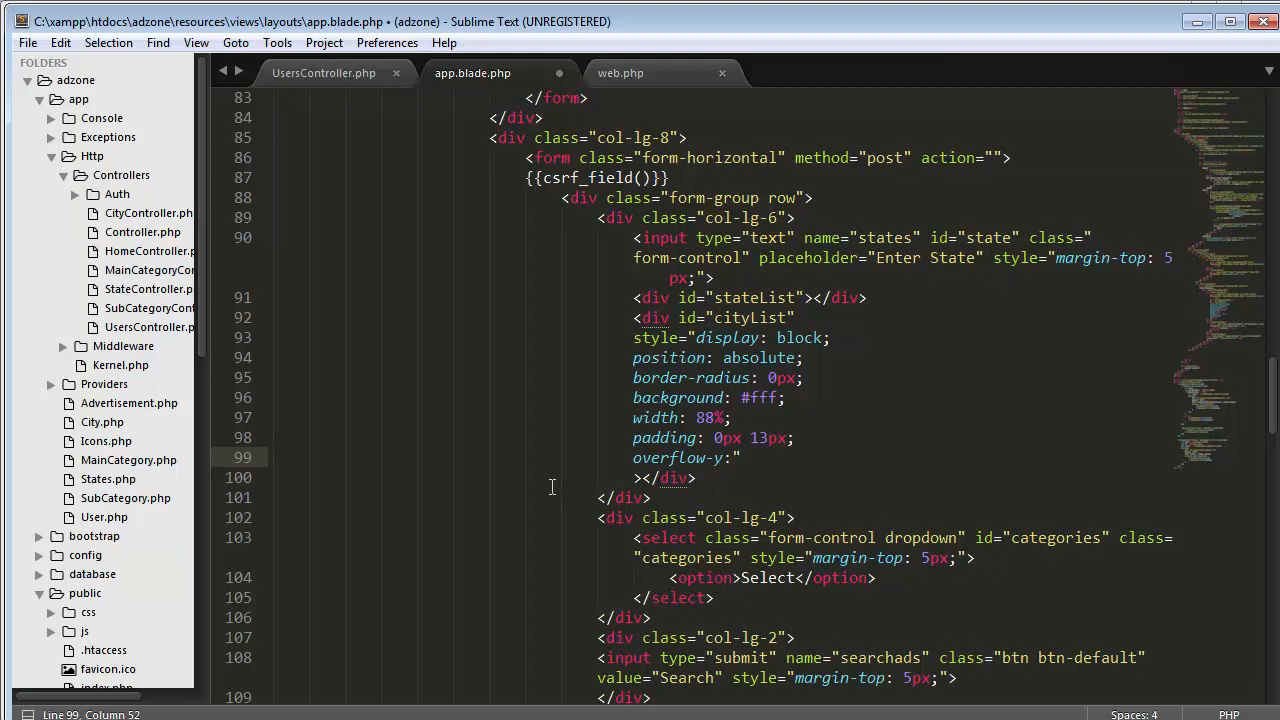 C:\xampp\htdocs\adzone\resources\views\layouts\app.blade.php • (adzone) - Sublime Text (UNREGISTERED)
File Edit Selection Find View Goto Tools Project Preferences Help
FOLDERS
adzone
app
Console
Exceptions
Http
Controllers
Auth
CityController.ph
Controller.php
HomeController.p
MainCategoryCon
StateController.ph
SubCategoryCont
UsersController.p
Middleware
Kernel.php
Providers
Advertisement.php
City.php
Icons.php
MainCategory.php
States.php
SubCategory.php
User.php
bootstrap
config
database
public
css
js
.htaccess
favicon.ico
index.php
UsersController.php app.blade.php web.php
83 </form>
84 </div>
85 <div class="col-lg-8">
86 <form class="form-horizontal" method="post" action="">
87 {{csrf_field()}}
88 <div class="form-group row">
89 <div class="col-lg-6">
90 <input type="text" name="states" id="state" class="
form-control" placeholder="Enter State" style="margin-top: 5
px;">
91 <div id="stateList"></div>
92 <div id="cityList"
93 style="display: block;
94 position: absolute;
95 border-radius: 0px;
96 background: #fff;
97 width: 88%;
98 padding: 0px 13px;
99 overflow-y:"
100 ></div>
101 </div>
102 <div class="col-lg-4">
103 <select class="form-control dropdown" id="categories" class=
"categories" style="margin-top: 5px;">
104 <option>Select</option>
105 </select>
106 </div>
107 <div class="col-lg-2">
108 <input type="submit" name="searchads" class="btn btn-default"
value="Search" style="margin-top: 5px;">
109 </div>
Line 99, Column 52 Spaces: 4 PHP